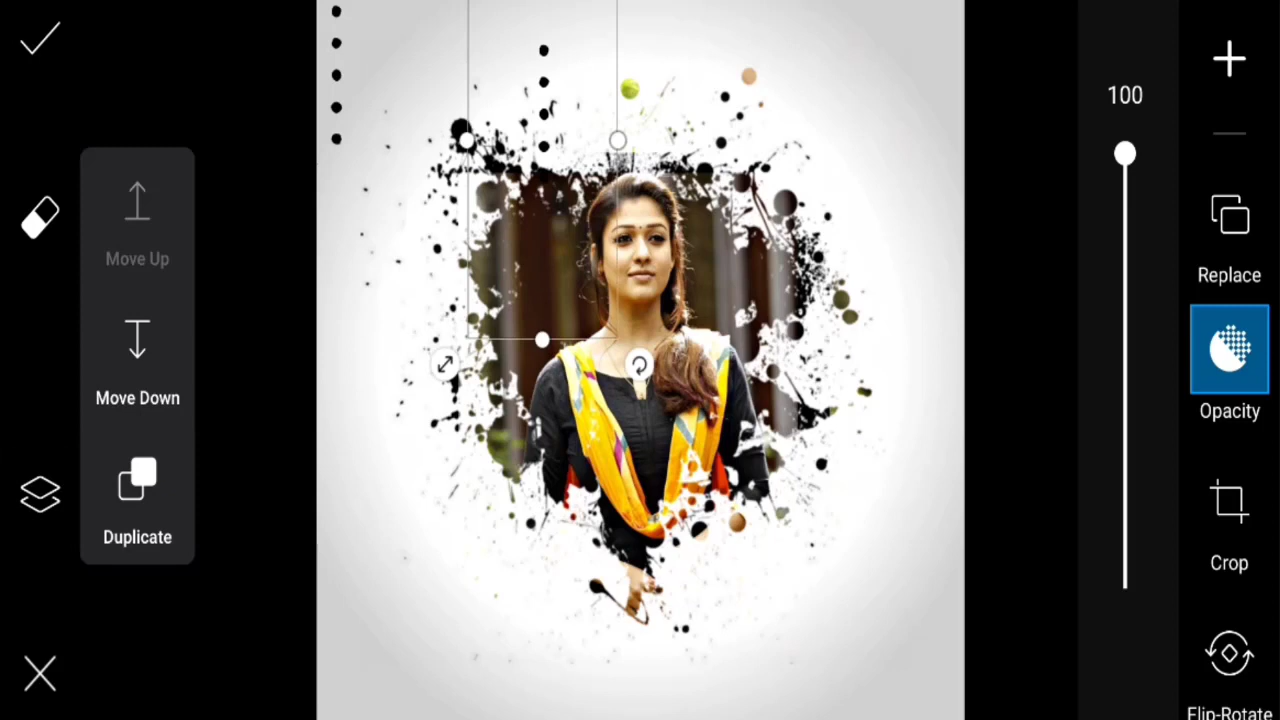 Move Up
Move Down
Duplicate
100
Replace
Opacity
Crop
Flip-Rotate